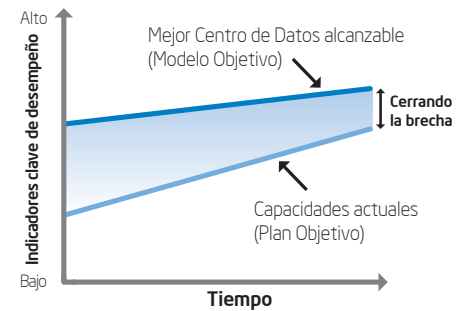 Alto
Mejor Centro de Datos alcanzable
(Modelo Objetivo)
Indicadores clave de desempeño
Cerrando
la brecha
Capacidades actuales
(Plan Objetivo)
Bajo
Tiempo